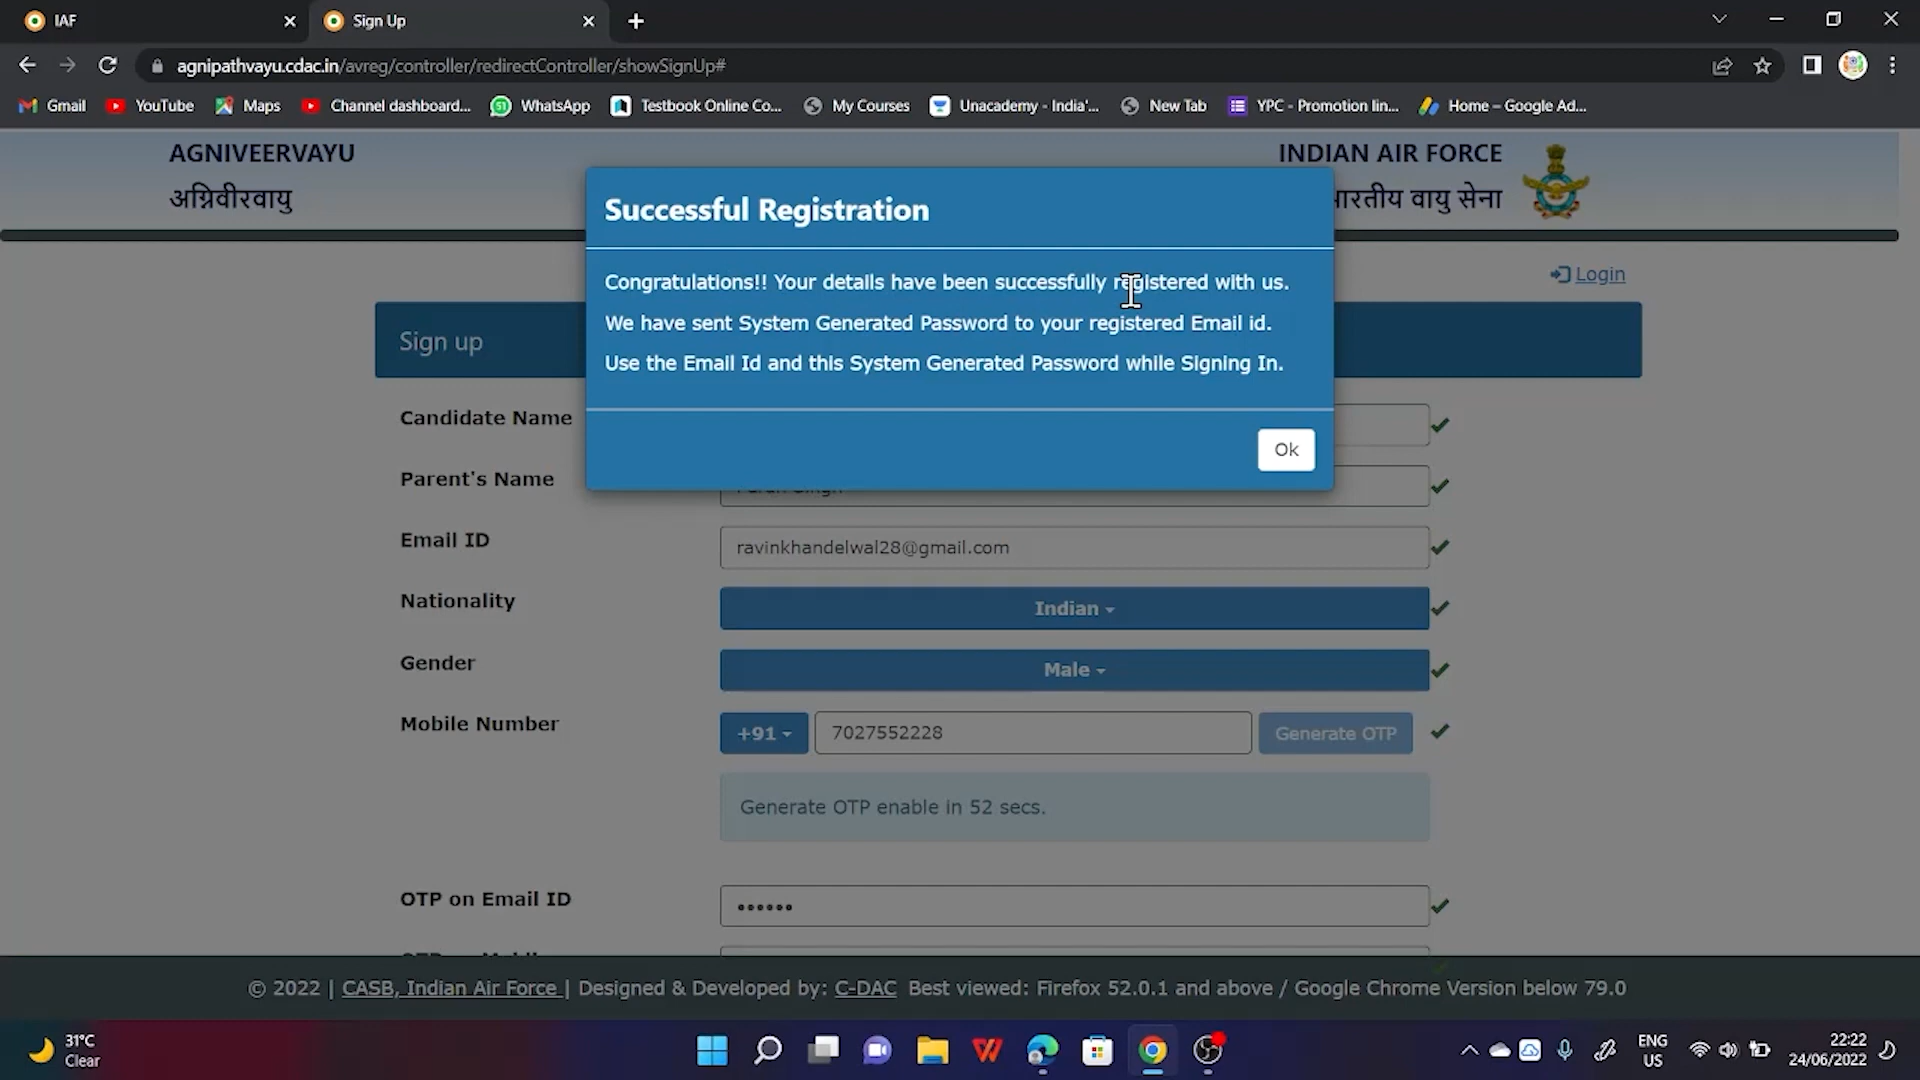 IAF
Sign Up
agnipathvayu.cdac.in/avreg/controller/redirectController/showSignUp#
Gmail
YouTube
Maps
Channel dashboard...
WhatsApp
Testbook Online Co...
My Courses
Unacademy - India'...
New Tab
YPC - Promotion lin...
Home – Google Ad...
AGNIVEERVAYU
अग्निवीरवायु
INDIAN AIR FORCE
भारतीय वायु सेना
Login
Sign up
Successful Registration
Congratulations!! Your details have been successfully registered with us.
We have sent System Generated Password to your registered Email id.
Use the Email Id and this System Generated Password while Signing In.
Ok
Candidate Name
Parent's Name
Email ID
ravinkhandelwal28@gmail.com
Nationality
Indian
Gender
Male
Mobile Number
+91
7027552228
Generate OTP
Generate OTP enable in 52 secs.
OTP on Email ID
••••••
© 2022 | CASB, Indian Air Force | Designed & Developed by: C-DAC Best viewed: Firefox 52.0.1 and above / Google Chrome Version below 79.0
31°C
Clear
ENG
US
22:22
24/06/2022